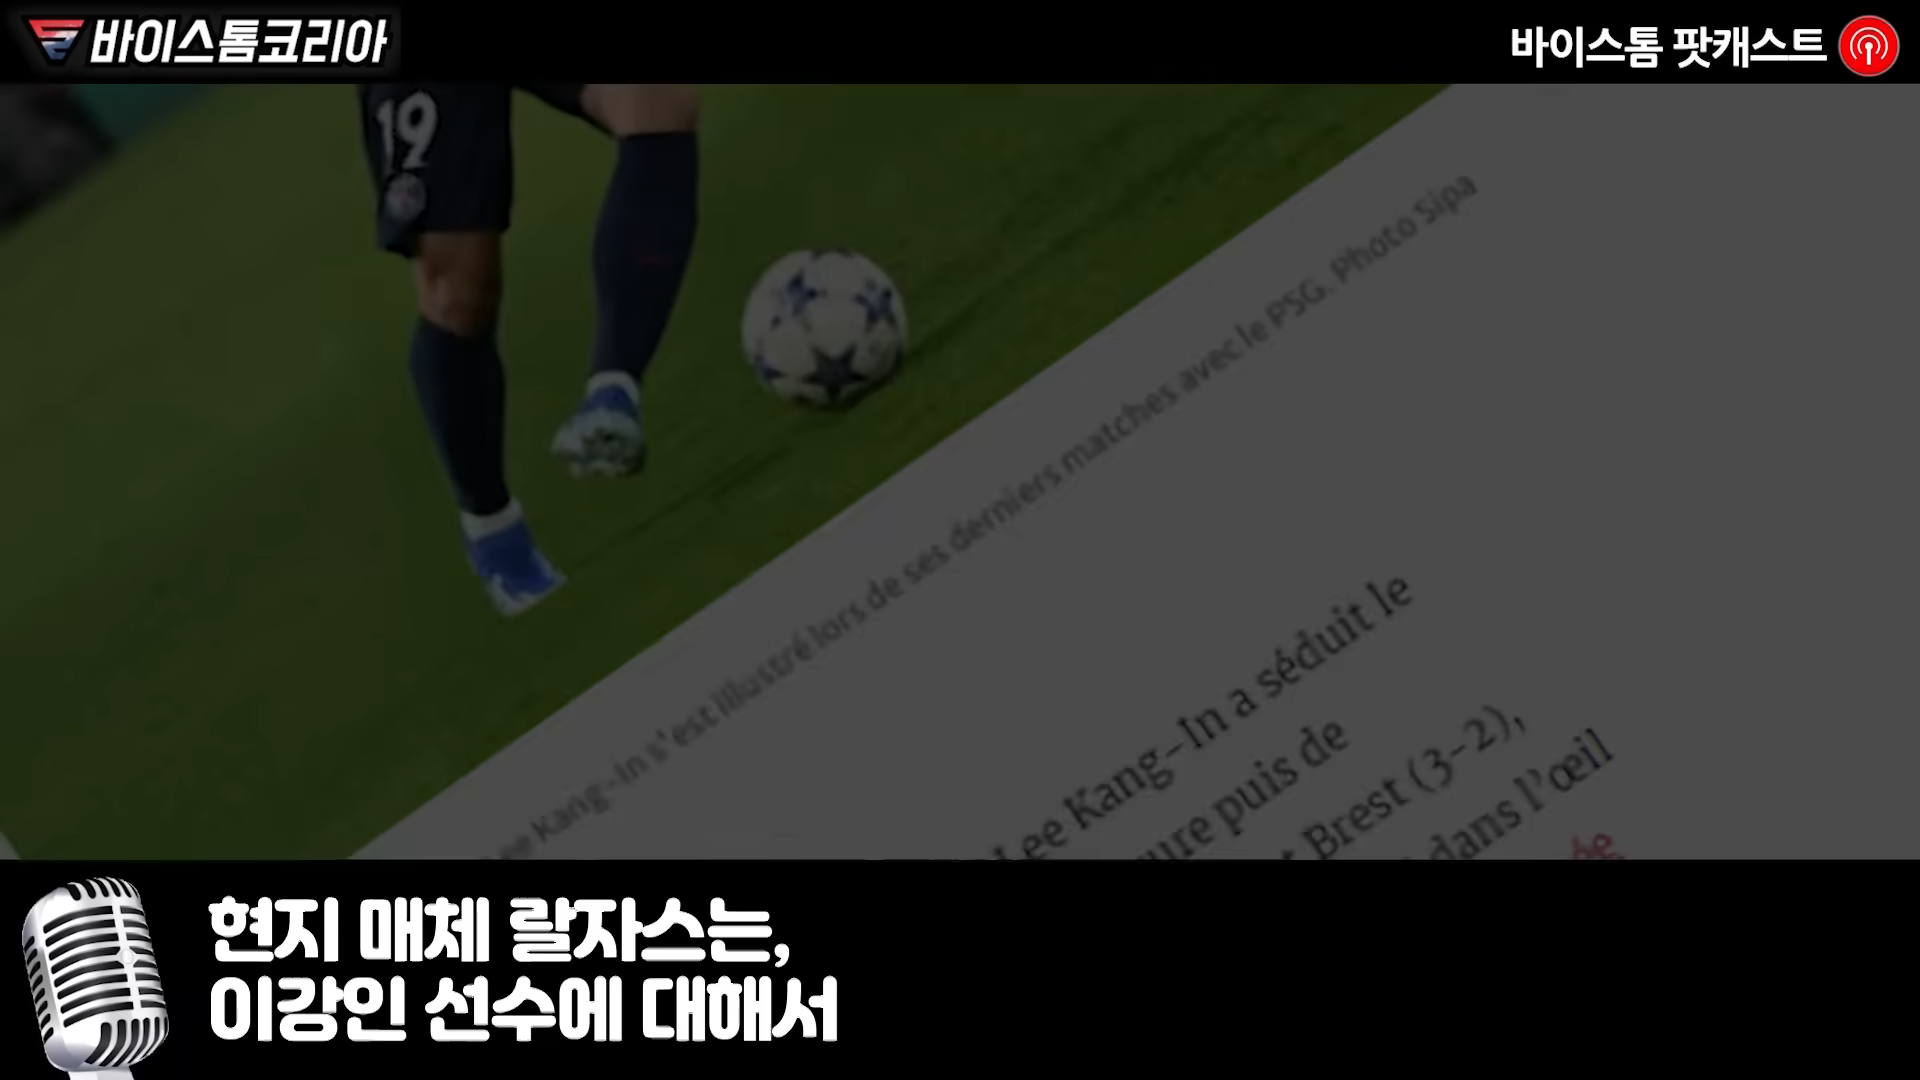 바이스톰코리아
바이스톰 팟캐스트
19
Lee Kang-In s'est illustré lors de ses derniers matches avec le PSG. Photo Sipa
Lee Kang-In a séduit le
puis de
Brest (3-2),
dans l'œil
현지 매체 랄자스는,
이강인 선수에 대해서